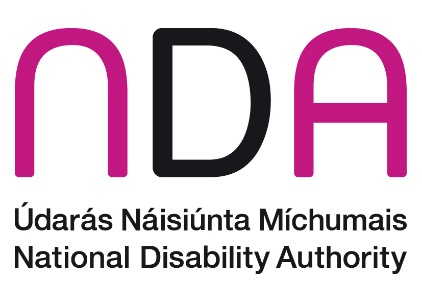 NDA
Údarás Náisiúnta Míchumais
National Disability Authority